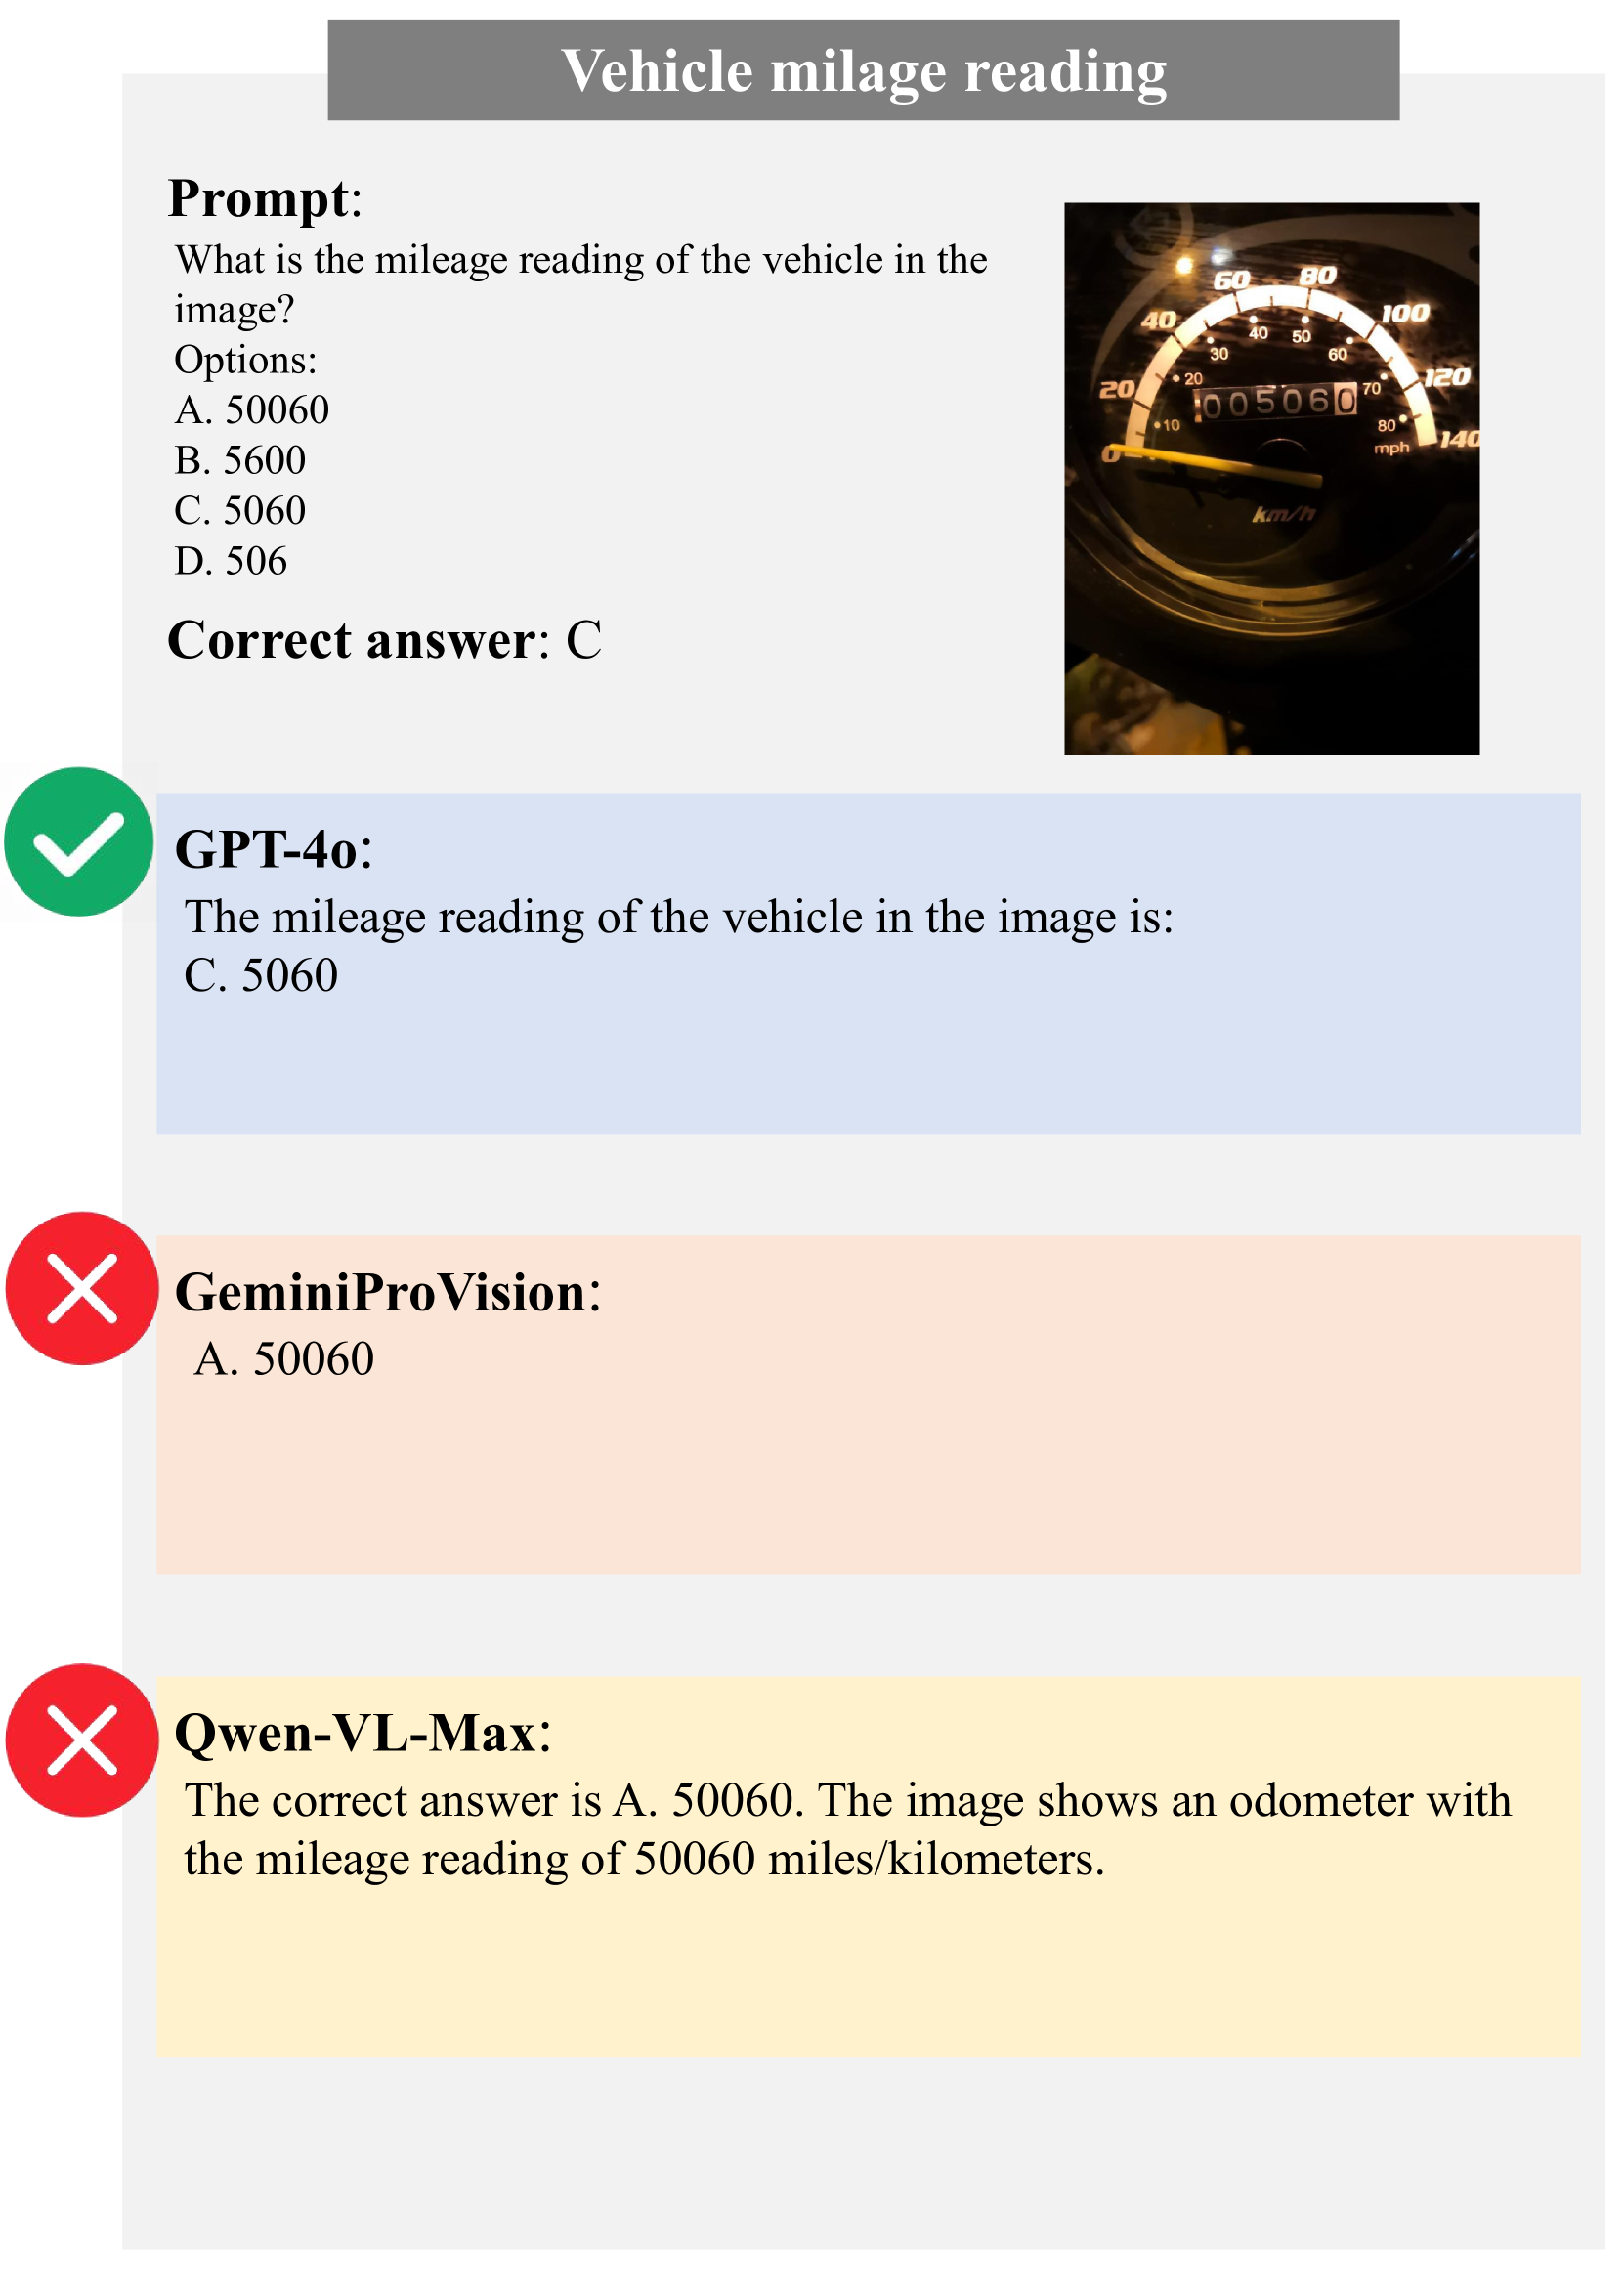 Vehicle milage reading
Prompt:
What is the mileage reading of the vehicle in the
image?
Options:
A. 50060
B. 5600
C. 5060
D. 506
Correct answer: C
60 80
40 100
40 50
30 60
20 120
20 70
005060
10 80
0 mph 140
km/h
GPT-4o:
The mileage reading of the vehicle in the image is:
C. 5060
GeminiProVision:
A. 50060
Qwen-VL-Max:
The correct answer is A. 50060. The image shows an odometer with
the mileage reading of 50060 miles/kilometers.